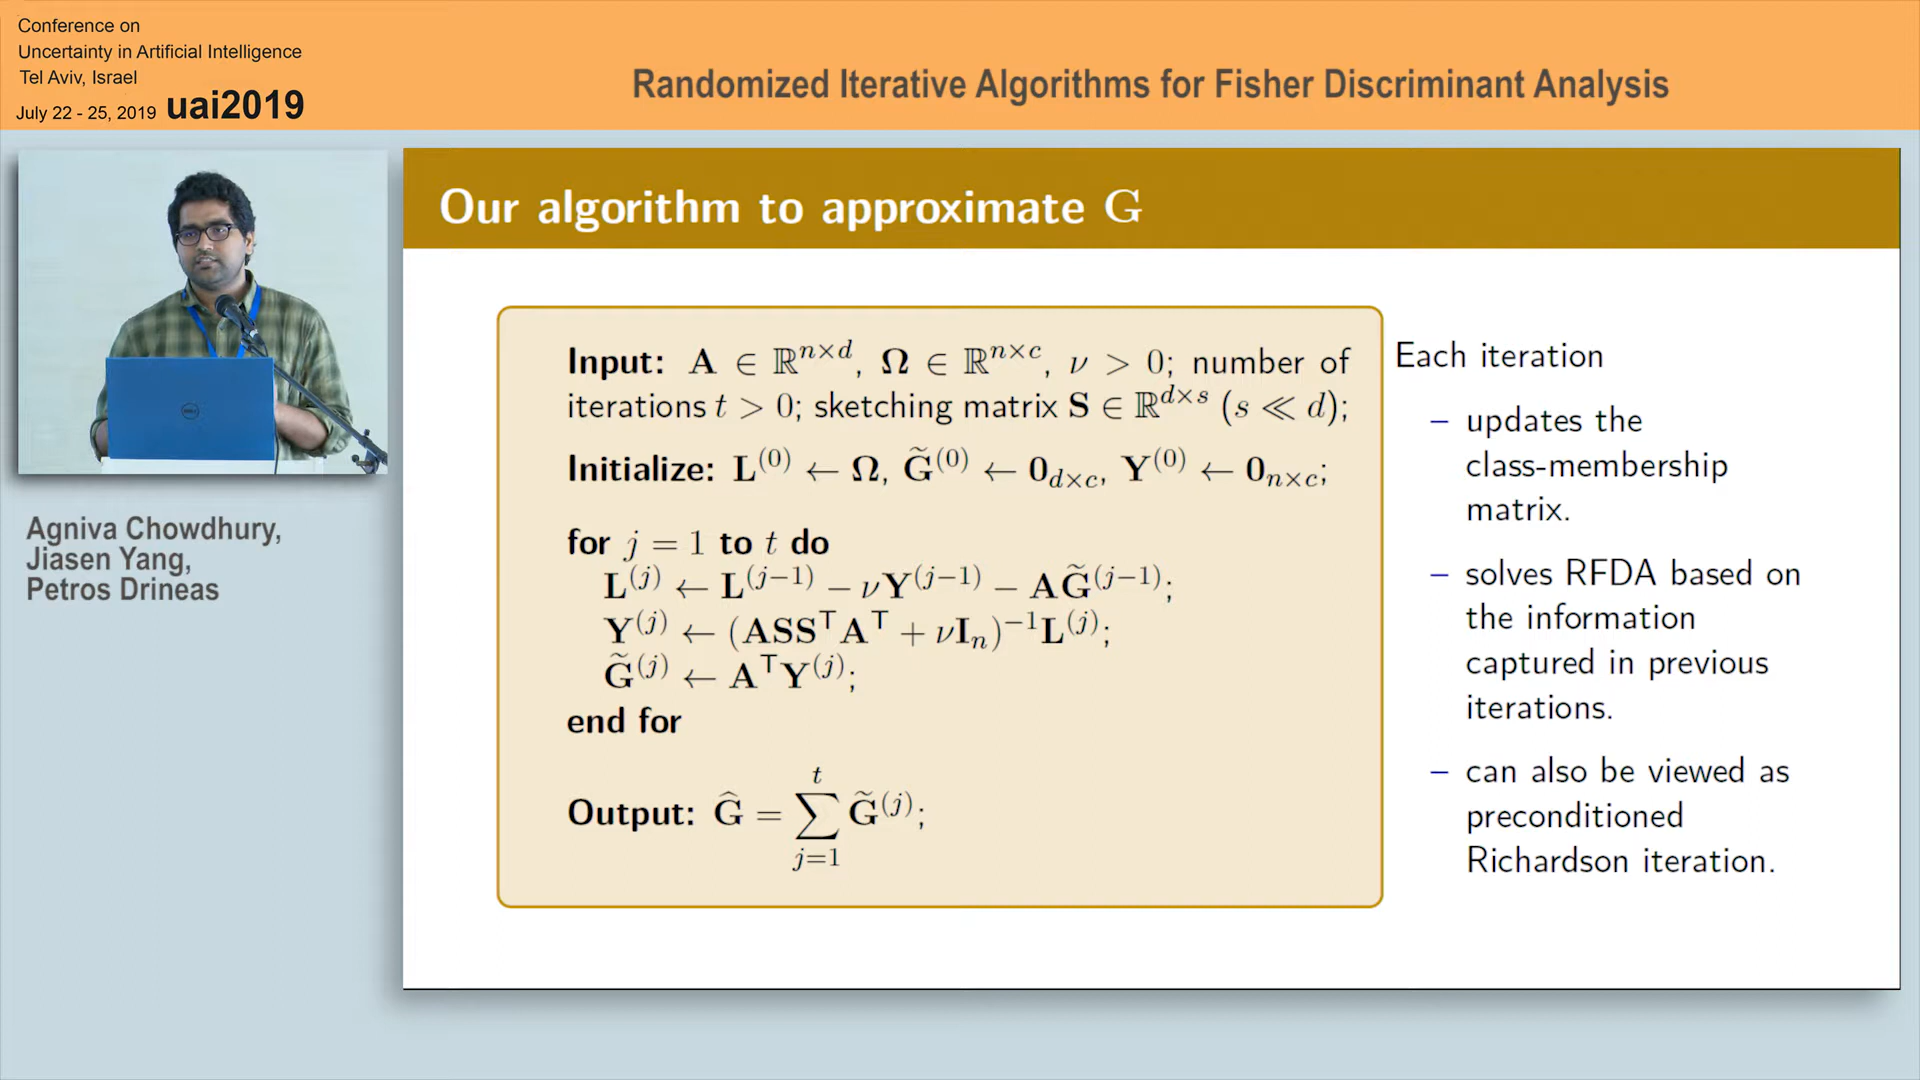 Conference on
Uncertainty in Artificial Intelligence
Tel Aviv, Israel
July 22 - 25, 2019 uai2019
Randomized Iterative Algorithms for Fisher Discriminant Analysis
Agniva Chowdhury,
Jiasen Yang,
Petros Drineas
Our algorithm to approximate G
Input: A ∈ ℝ^{n×d}, Ω ∈ ℝ^{n×c}, ν > 0; number of
iterations t > 0; sketching matrix S ∈ ℝ^{d×s} (s ≪ d);
Initialize: L^{(0)} ← Ω, G̃^{(0)} ← 0_{d×c}, Y^{(0)} ← 0_{n×c};
for j = 1 to t do
L^{(j)} ← L^{(j−1)} − νY^{(j−1)} − AG̃^{(j−1)};
Y^{(j)} ← (ASS^⊤A^⊤ + νI_n)^{−1}L^{(j)};
G̃^{(j)} ← A^⊤Y^{(j)};
end for
Output: Ĝ = ∑_{j=1}^{t} G̃^{(j)};
Each iteration
– updates the
class-membership
matrix.
– solves RFDA based on
the information
captured in previous
iterations.
– can also be viewed as
preconditioned
Richardson iteration.